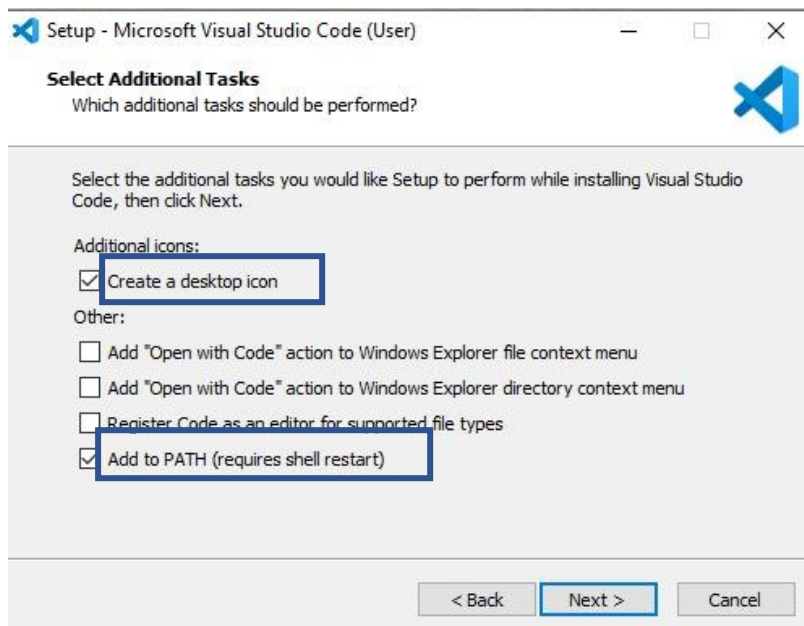 Setup - Microsoft Visual Studio Code (User)
Select Additional Tasks
Which additional tasks should be performed?
Select the additional tasks you would like Setup to perform while installing Visual Studio
Code, then click Next.
Additional icons:
Create a desktop icon
Other:
Add "Open with Code" action to Windows Explorer file context menu
Add "Open with Code" action to Windows Explorer directory context menu
Register Code as an editor for supported file types
Add to PATH (requires shell restart)
< Back Next > Cancel